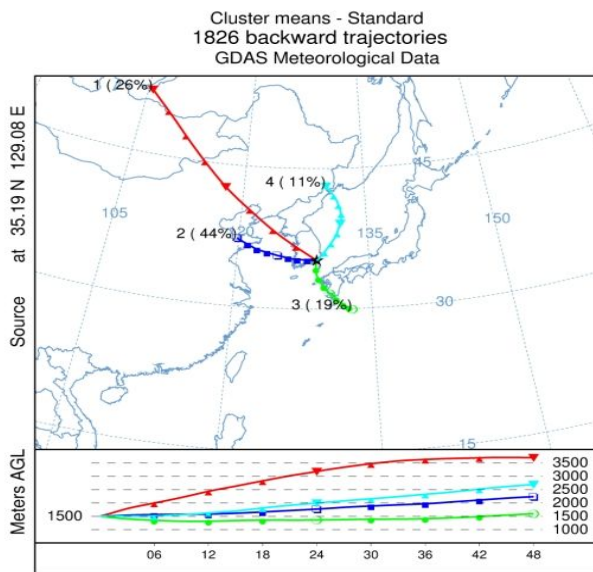 Cluster means - Standard
1826 backward trajectories
GDAS Meteorological Data
Source at 35.19 N 129.08 E
1 ( 26%)
45
4 ( 11%)
105
150
2 ( 44%)
120
135
3 ( 19%)
30
15
Meters AGL
1500
3500
3000
2500
2000
1500
1000
06
12
18
24
30
36
42
48